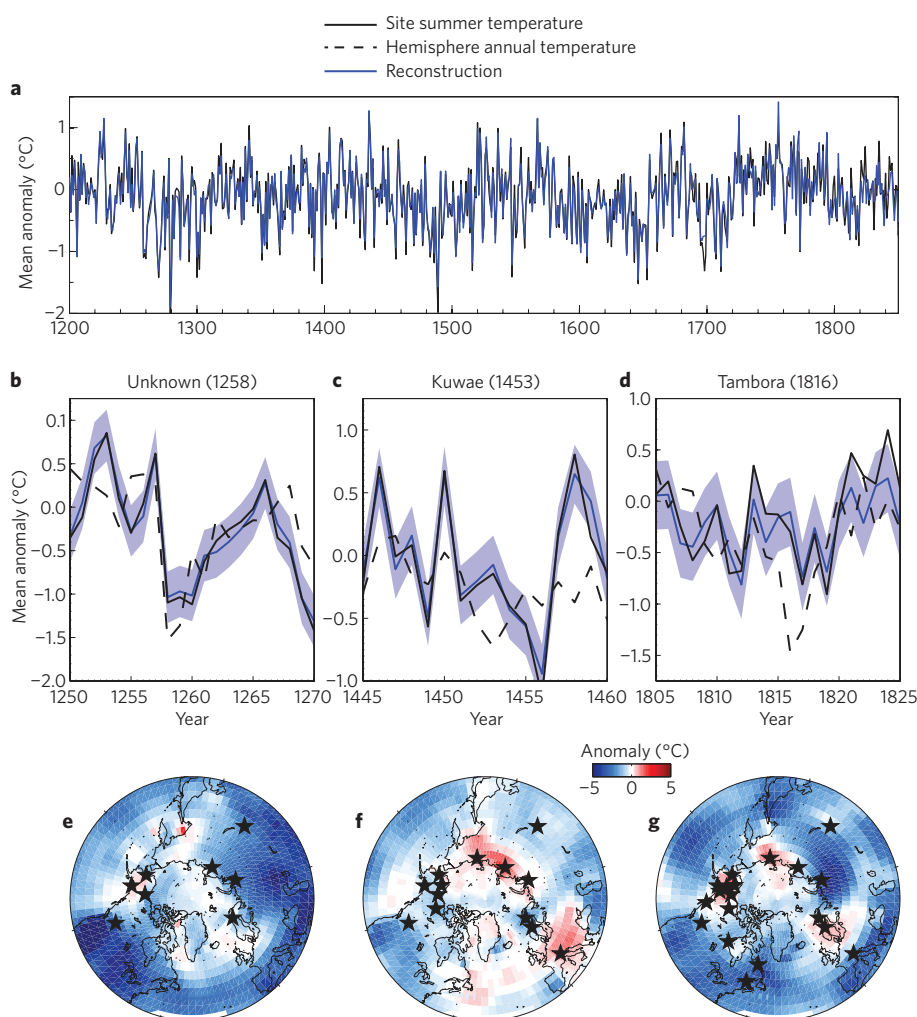 Site summer temperature
Hemisphere annual temperature
Reconstruction
a
Mean anomaly (°C)
1
0
−1
−2
1200 1300 1400 1500 1600 1700 1800
b Unknown (1258)
c Kuwae (1453)
d Tambora (1816)
Mean anomaly (°C)
0.1
0.5
0.0
−0.5
−1.0
−1.5
−2.0
1250 1255 1260 1265 1270
Year
1.0
0.5
0.0
−0.5
−1.0
1445 1450 1455 1460
Year
1.0
0.5
0.0
−0.5
−1.0
−1.5
1805 1810 1815 1820 1825
Year
Anomaly (°C)
−5 0 5
e
f
g